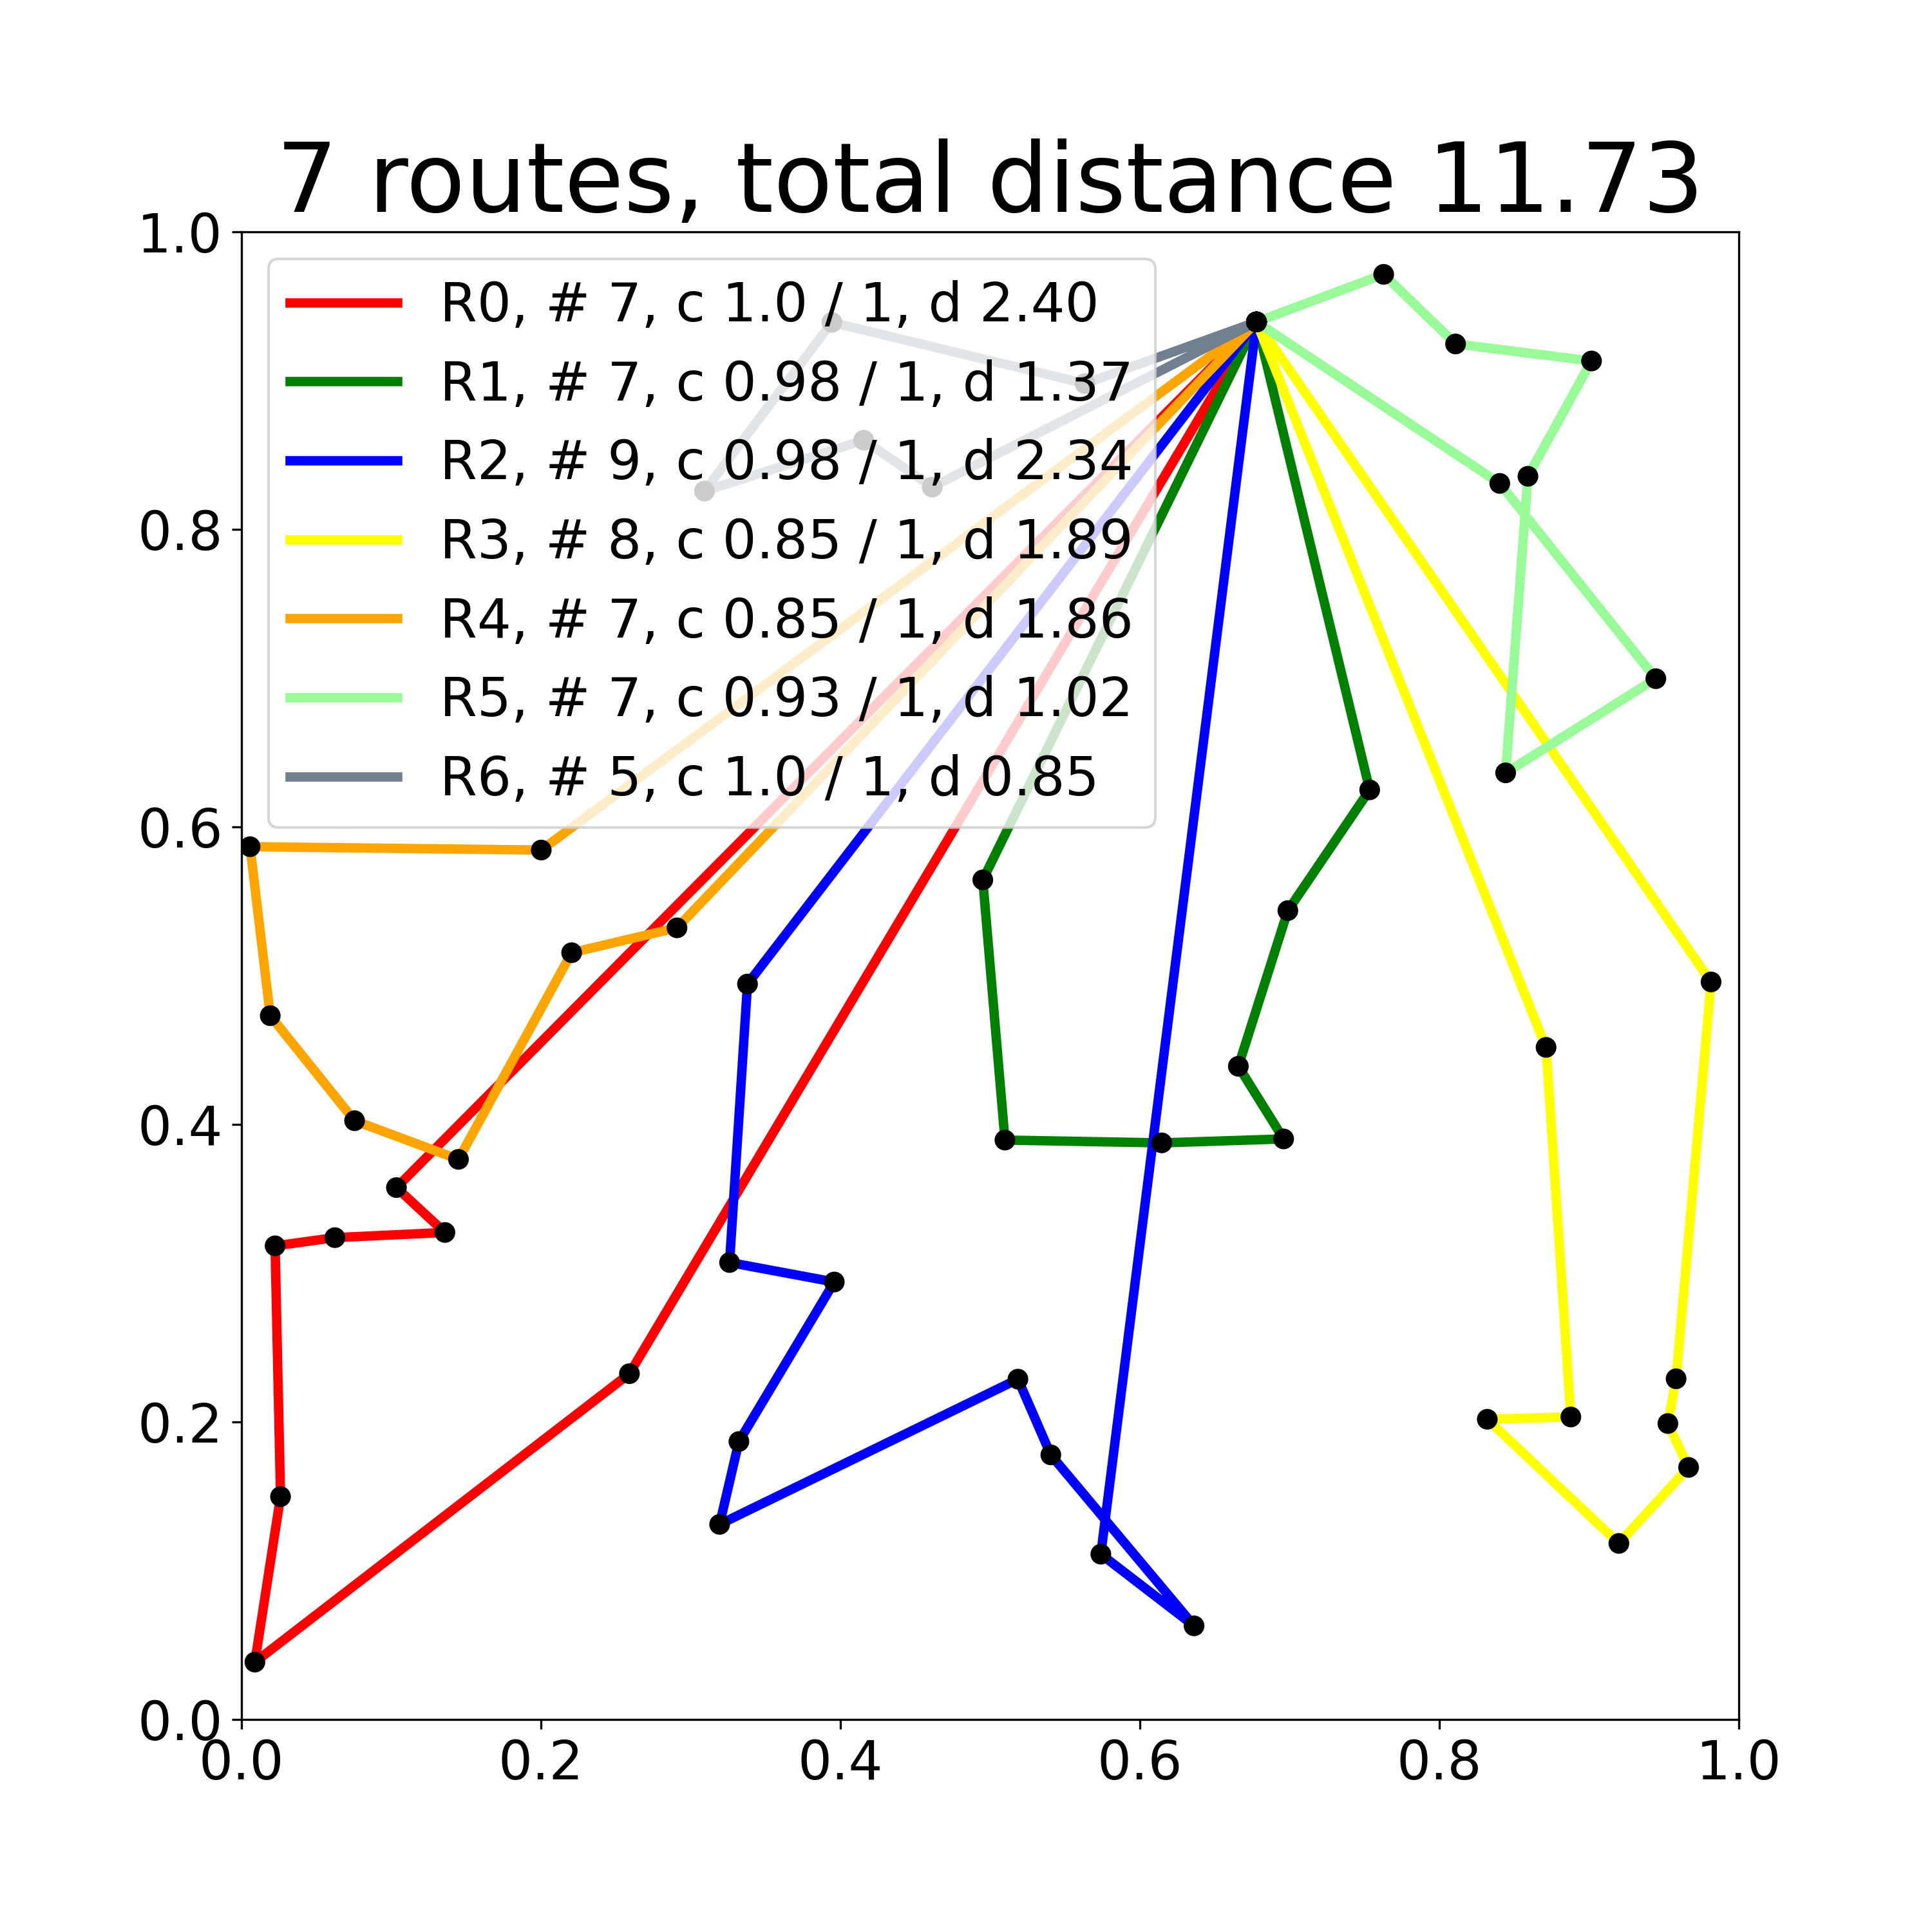 7 routes, total distance 11.73
R0, # 7, c 1.0 / 1, d 2.40
R1, # 7, c 0.98 / 1, d 1.37
R2, # 9, c 0.98 / 1, d 2.34
R3, # 8, c 0.85 / 1, d 1.89
R4, # 7, c 0.85 / 1, d 1.86
R5, # 7, c 0.93 / 1, d 1.02
R6, # 5, c 1.0 / 1, d 0.85
1.0
0.8
0.6
0.4
0.2
0.0
0.0 0.2 0.4 0.6 0.8 1.0